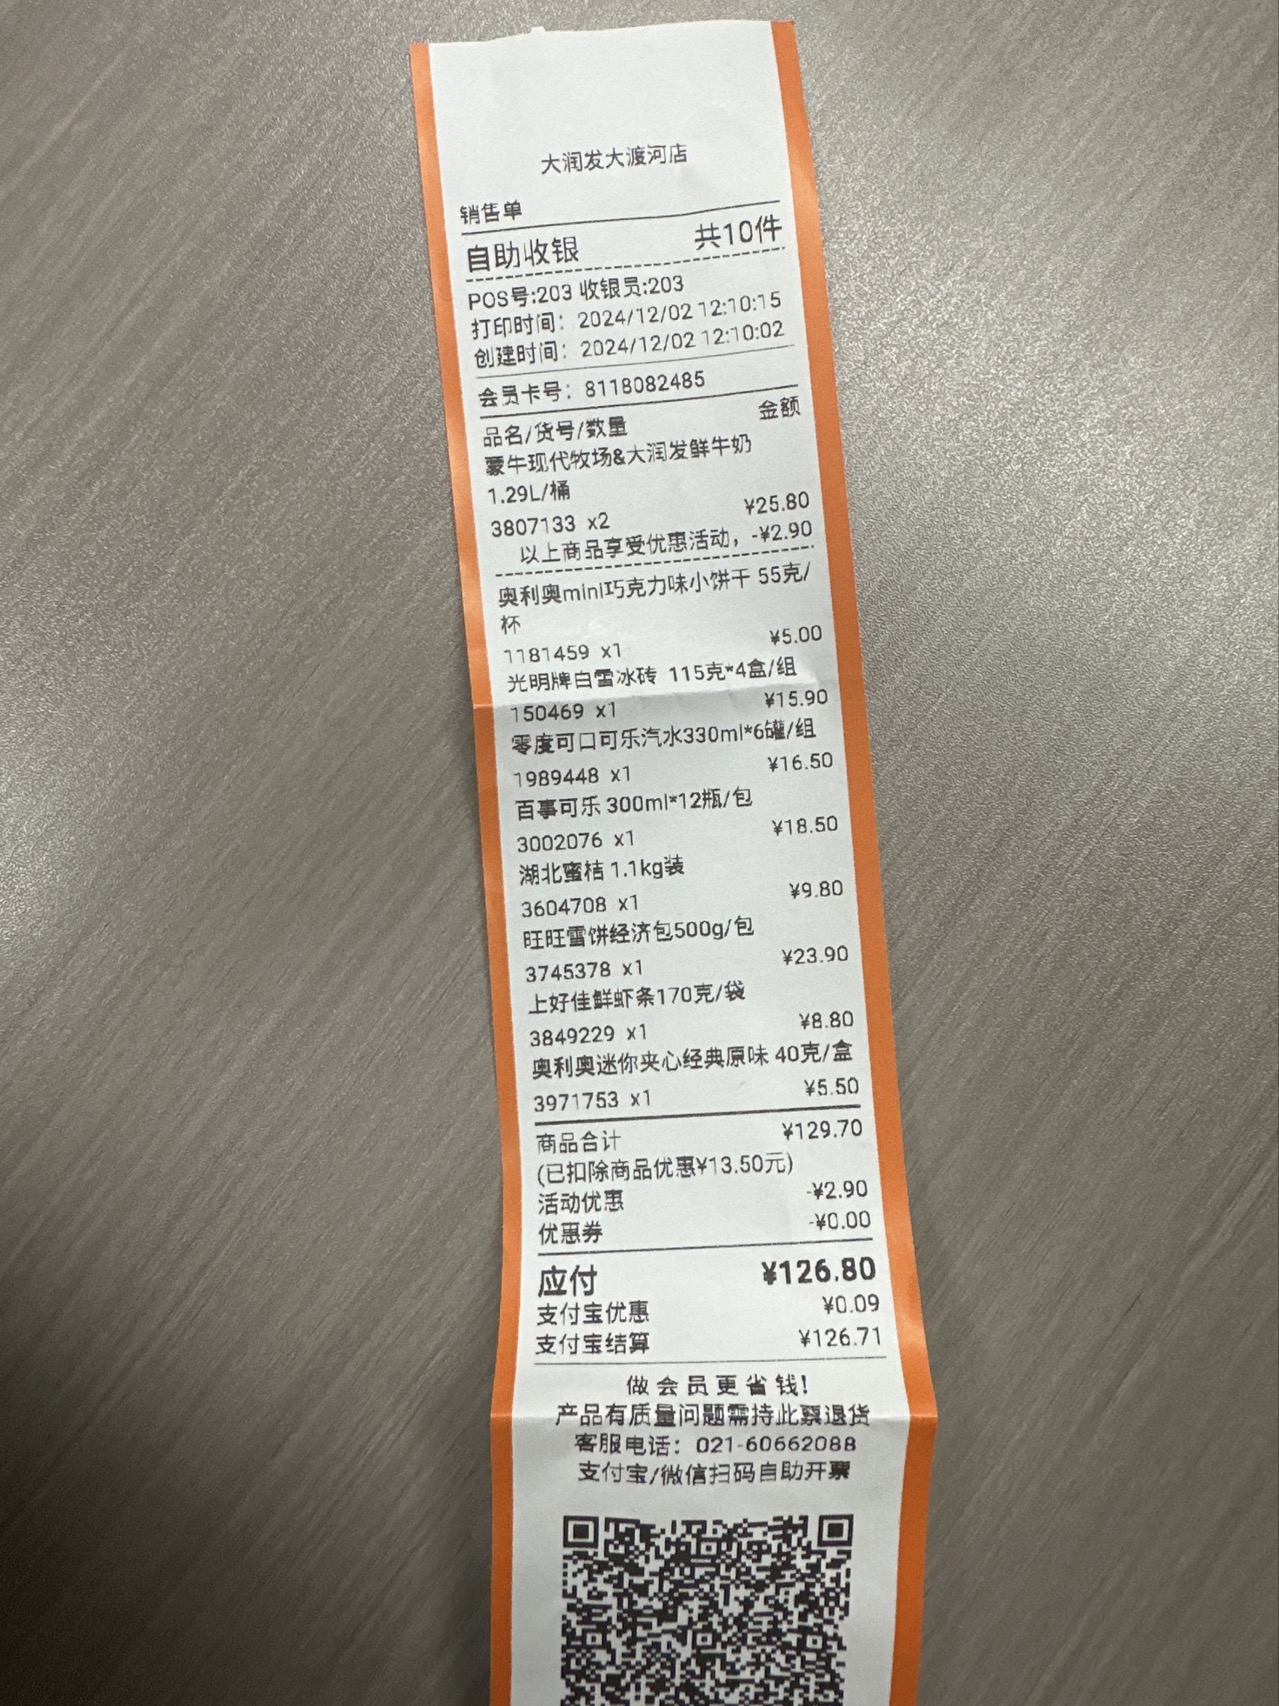 大润发大渡河店
销售单
自助收银 共10件
POS号:203 收银员:203
打印时间：2024/12/02 12:10:15
创建时间：2024/12/02 12:10:02
会员卡号：8118082485
品名/货号/数量 金额
蒙牛现代牧场&大润发鲜牛奶
1.29L/桶
3807133 x2 ¥25.80
以上商品享受优惠活动，-¥2.90
奥利奥mini巧克力味小饼干 55克/
杯
1181459 x1 ¥5.00
光明牌白雪冰砖 115克*4盒/组
150469 x1 ¥15.90
零度可口可乐汽水330ml*6罐/组
1989448 x1 ¥16.50
百事可乐 300ml*12瓶/包
3002076 x1 ¥18.50
湖北蜜桔 1.1kg装
3604708 x1 ¥9.80
旺旺雪饼经济包500g/包
3745378 x1 ¥23.90
上好佳鲜虾条170克/袋
3849229 x1 ¥8.80
奥利奥迷你夹心经典原味 40克/盒
3971753 x1 ¥5.50
商品合计 ¥129.70
(已扣除商品优惠¥13.50元)
活动优惠 -¥2.90
优惠券 -¥0.00
应付 ¥126.80
支付宝优惠 ¥0.09
支付宝结算 ¥126.71
做会员更省钱!
产品有质量问题需持此票退货
客服电话：021-60662088
支付宝/微信扫码自助开票